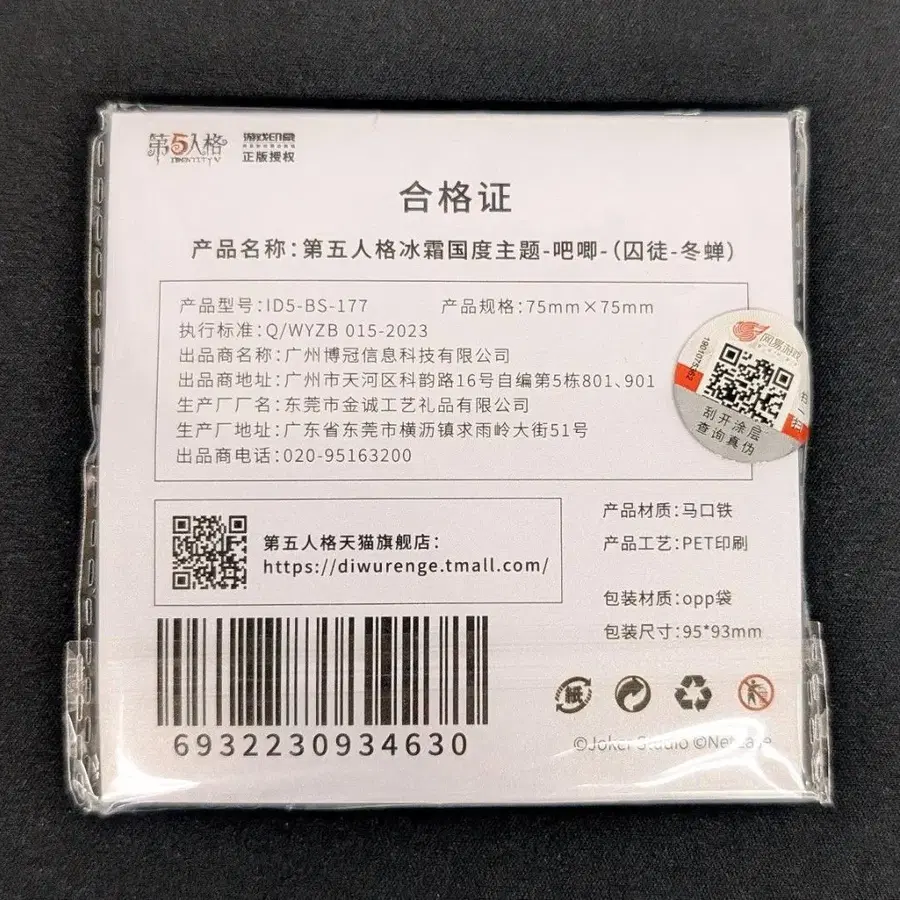 第5人格
IDENTITY V
游戏印象
正版授权
合格证
产品名称：第五人格冰霜国度主题-吧唧-（囚徒-冬蝉）
产品型号：ID5-BS-177
产品规格：75mm×75mm
执行标准：Q/WYZB 015-2023
出品商名称：广州博冠信息科技有限公司
出品商地址：广州市天河区科韵路16号自编第5栋801、901
生产厂厂名：东莞市金诚工艺礼品有限公司
生产厂地址：广东省东莞市横沥镇求雨岭大街51号
出品商电话：020-95163200
网易游戏
刮开涂层
查询真伪
扫一扫
第五人格天猫旗舰店：
https://diwurenge.tmall.com/
产品材质：马口铁
产品工艺：PET印刷
包装材质：opp袋
包装尺寸：95*93mm
6932230934630
紙
©Joker Studio ©NetEase